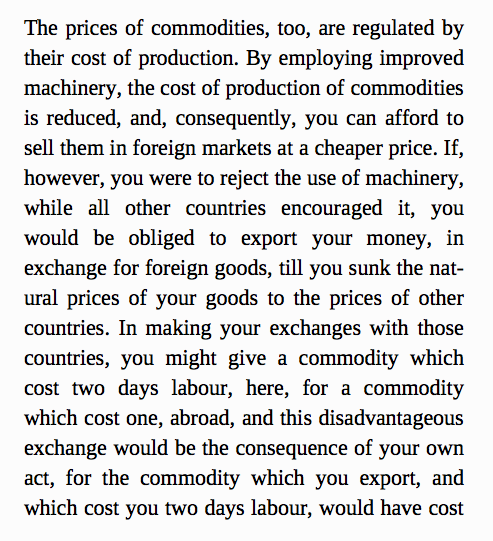 The prices of commodities, too, are regulated by
their cost of production. By employing improved
machinery, the cost of production of commodities
is reduced, and, consequently, you can afford to
sell them in foreign markets at a cheaper price. If,
however, you were to reject the use of machinery,
while all other countries encouraged it, you
would be obliged to export your money, in
exchange for foreign goods, till you sunk the nat-
ural prices of your goods to the prices of other
countries. In making your exchanges with those
countries, you might give a commodity which
cost two days labour, here, for a commodity
which cost one, abroad, and this disadvantageous
exchange would be the consequence of your own
act, for the commodity which you export, and
which cost you two days labour, would have cost